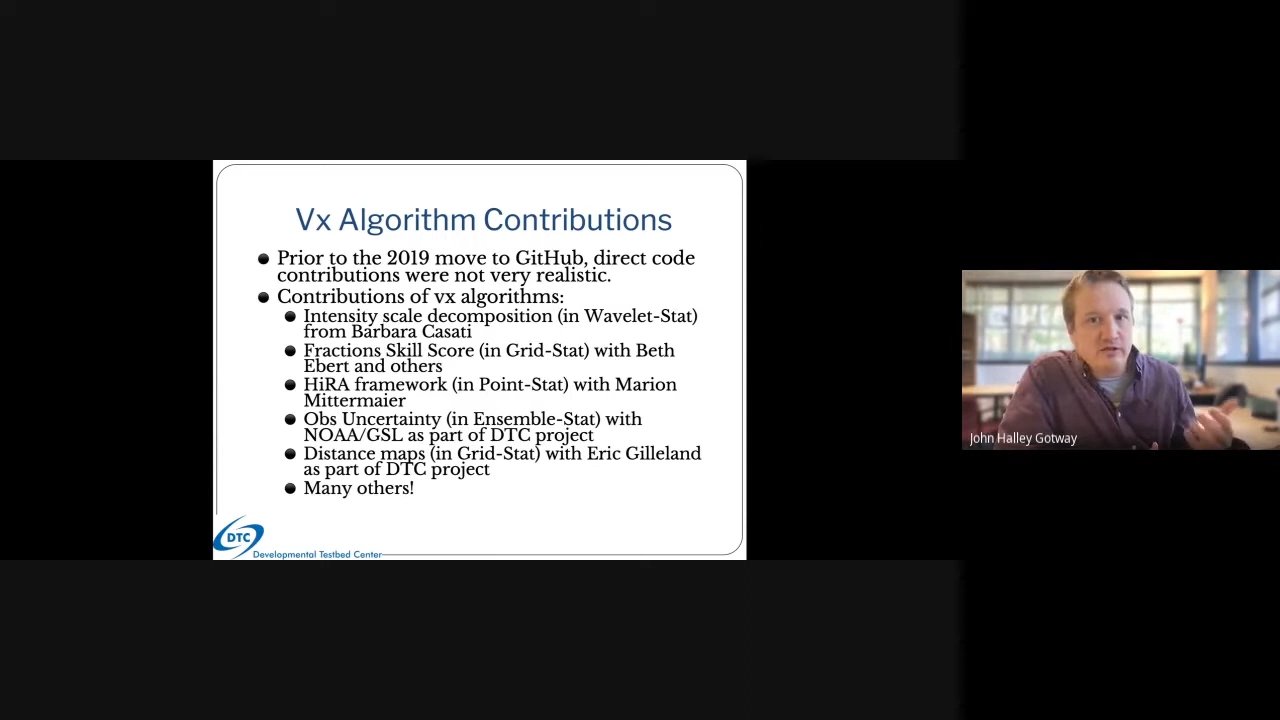 Vx Algorithm Contributions
Prior to the 2019 move to GitHub, direct code
contributions were not very realistic.
Contributions of vx algorithms:
Intensity scale decomposition (in Wavelet-Stat)
from Barbara Casati
Fractions Skill Score (in Grid-Stat) with Beth
Ebert and others
HiRA framework (in Point-Stat) with Marion
Mittermaier
Obs Uncertainty (in Ensemble-Stat) with
NOAA/GSL as part of DTC project
Distance maps (in Grid-Stat) with Eric Gilleland
as part of DTC project
Many others!
DTC
Developmental Testbed Center
John Halley Gotway